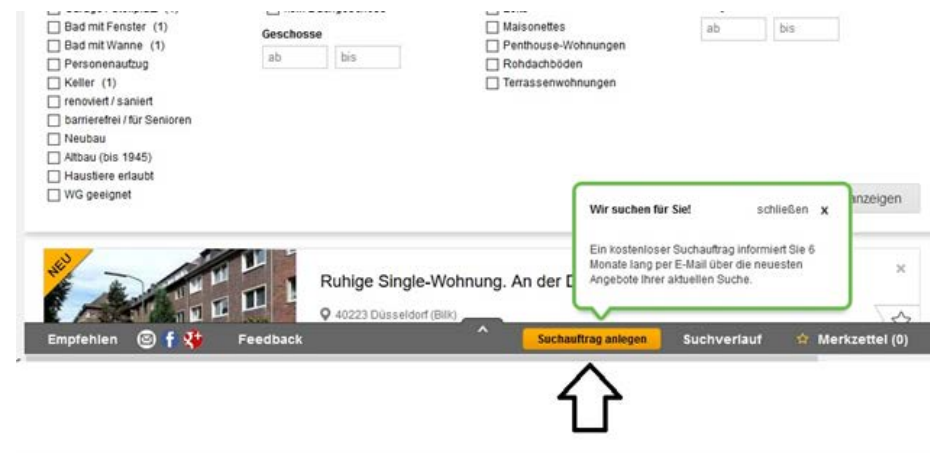 Bad mit Fenster (1)
Bad mit Wanne (1)
Personenaufzug
Keller (1)
renoviert / saniert
barrierefrei / für Senioren
Neubau
Altbau (bis 1945)
Haustiere erlaubt
WG geeignet
Geschosse
ab bis
Maisonettes
Penthouse-Wohnungen
Rohdachböden
Terrassenwohnungen
ab bis
anzeigen
Wir suchen für Sie! schließen x
Ein kostenloser Suchauftrag informiert Sie 6
Monate lang per E-Mail über die neuesten
Angebote Ihrer aktuellen Suche.
NEU
Ruhige Single-Wohnung. An der
40223 Düsseldorf (Bilk)
Empfehlen Feedback Suchauftrag anlegen Suchverlauf Merkzettel (0)